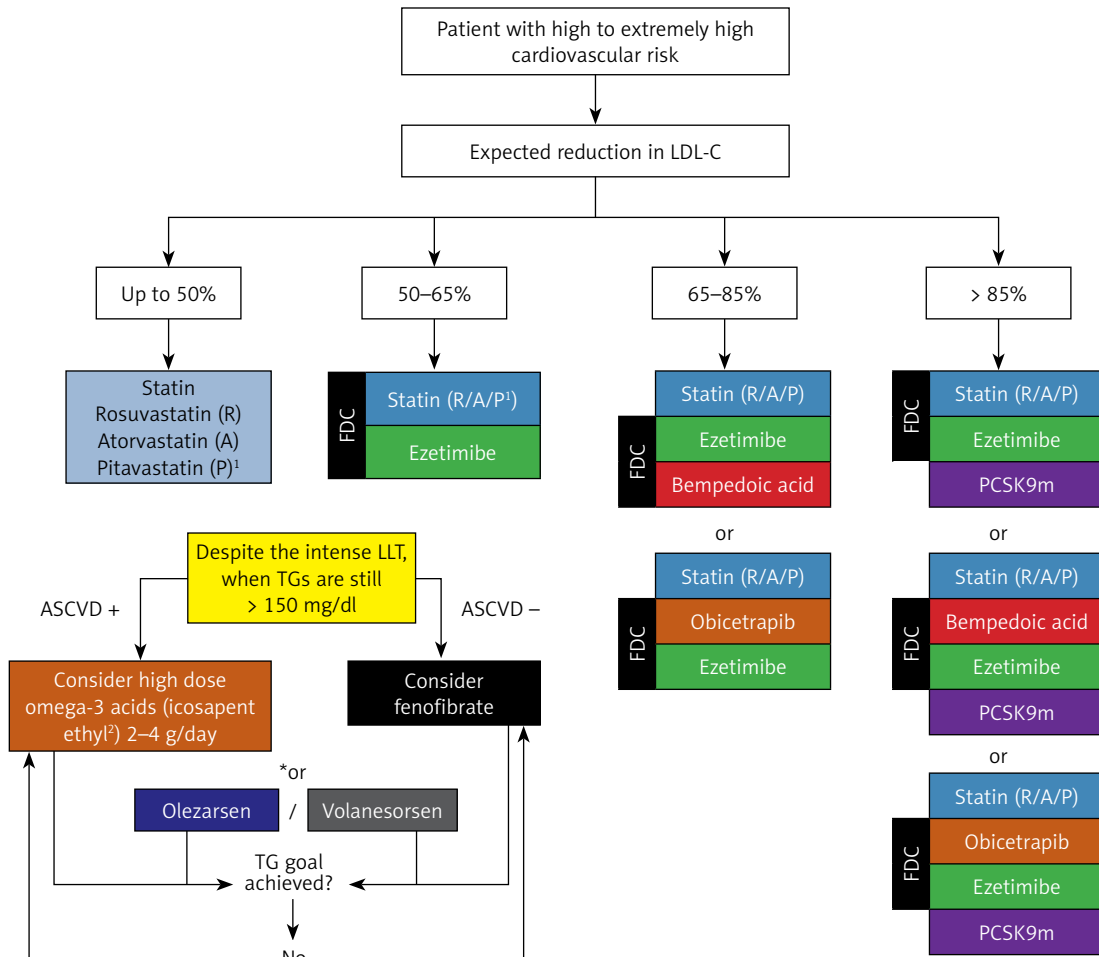 Patient with high to extremely high
cardiovascular risk
Expected reduction in LDL-C
Up to 50%
50–65%
65–85%
> 85%
Statin
Rosuvastatin (R)
Atorvastatin (A)
Pitavastatin (P)¹
FDC
Statin (R/A/P¹)
Ezetimibe
Statin (R/A/P)
FDC
Ezetimibe
Bempedoic acid
or
Statin (R/A/P)
FDC
Obicetrapib
Ezetimibe
FDC
Statin (R/A/P)
Ezetimibe
PCSK9m
or
Statin (R/A/P)
FDC
Bempedoic acid
Ezetimibe
PCSK9m
or
Statin (R/A/P)
FDC
Obicetrapib
Ezetimibe
PCSK9m
Despite the intense LLT,
when TGs are still
> 150 mg/dl
ASCVD +
ASCVD –
Consider high dose
omega-3 acids (icosapent
ethyl²) 2–4 g/day
Consider
fenofibrate
*or
Olezarsen
/
Volanesorsen
TG goal
achieved?
No